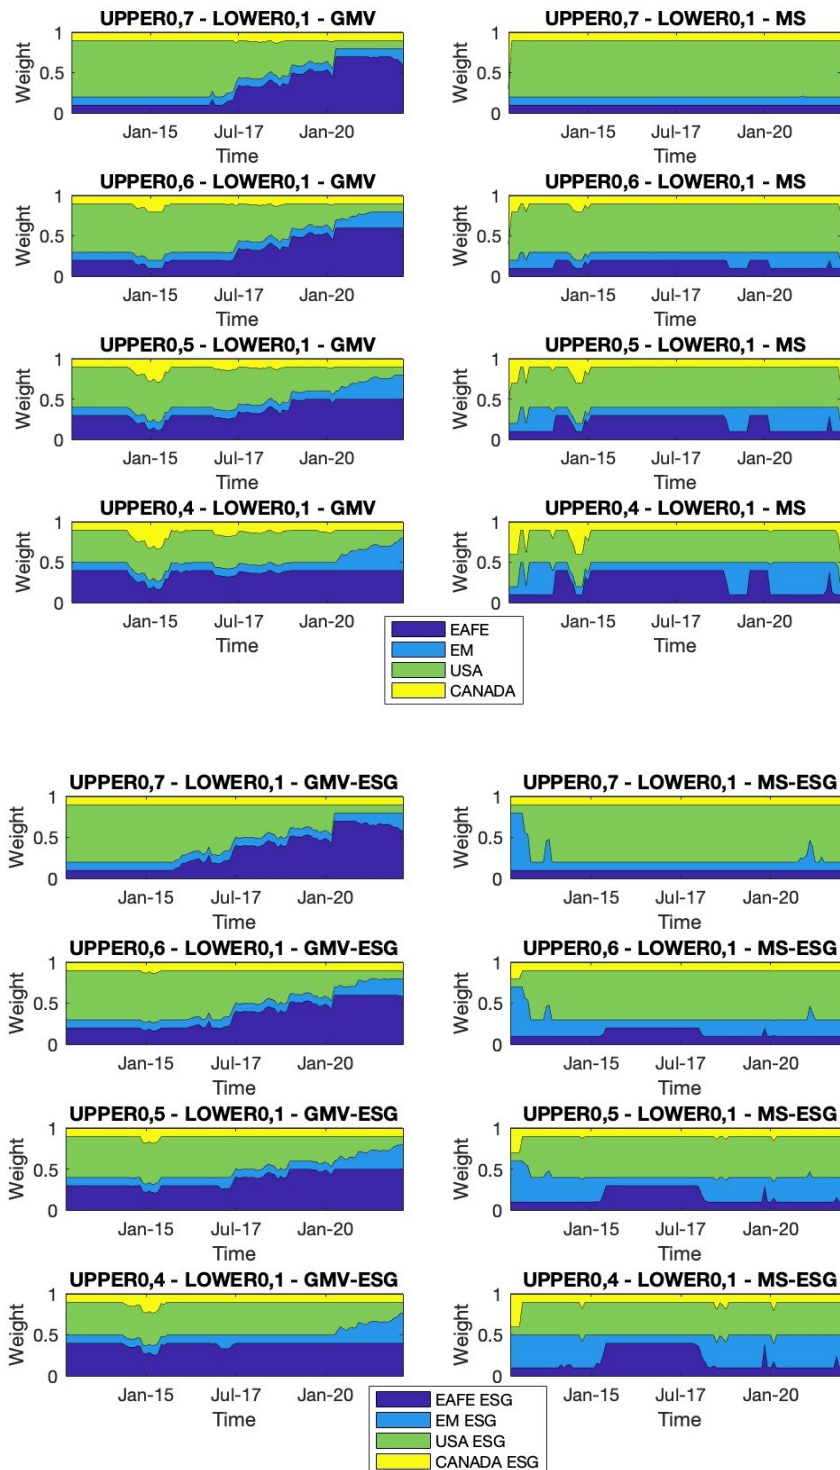 UPPER0,7 - LOWER0,1 - GMV
Weight
1
0.5
0
Jan-15 Jul-17 Jan-20
Time
UPPER0,7 - LOWER0,1 - MS
Weight
1
0.5
0
Jan-15 Jul-17 Jan-20
Time
UPPER0,6 - LOWER0,1 - GMV
Weight
1
0.5
0
Jan-15 Jul-17 Jan-20
Time
UPPER0,6 - LOWER0,1 - MS
Weight
1
0.5
0
Jan-15 Jul-17 Jan-20
Time
UPPER0,5 - LOWER0,1 - GMV
Weight
1
0.5
0
Jan-15 Jul-17 Jan-20
Time
UPPER0,5 - LOWER0,1 - MS
Weight
1
0.5
0
Jan-15 Jul-17 Jan-20
Time
UPPER0,4 - LOWER0,1 - GMV
Weight
1
0.5
0
Jan-15 Jul-17 Jan-20
Time
UPPER0,4 - LOWER0,1 - MS
Weight
1
0.5
0
Jan-15 Jul-17 Jan-20
Time
EAFE
EM
USA
CANADA
UPPER0,7 - LOWER0,1 - GMV-ESG
Weight
1
0.5
0
Jan-15 Jul-17 Jan-20
Time
UPPER0,7 - LOWER0,1 - MS-ESG
Weight
1
0.5
0
Jan-15 Jul-17 Jan-20
Time
UPPER0,6 - LOWER0,1 - GMV-ESG
Weight
1
0.5
0
Jan-15 Jul-17 Jan-20
Time
UPPER0,6 - LOWER0,1 - MS-ESG
Weight
1
0.5
0
Jan-15 Jul-17 Jan-20
Time
UPPER0,5 - LOWER0,1 - GMV-ESG
Weight
1
0.5
0
Jan-15 Jul-17 Jan-20
Time
UPPER0,5 - LOWER0,1 - MS-ESG
Weight
1
0.5
0
Jan-15 Jul-17 Jan-20
Time
UPPER0,4 - LOWER0,1 - GMV-ESG
Weight
1
0.5
0
Jan-15 Jul-17 Jan-20
Time
UPPER0,4 - LOWER0,1 - MS-ESG
Weight
1
0.5
0
Jan-15 Jul-17 Jan-20
Time
EAFE ESG
EM ESG
USA ESG
CANADA ESG